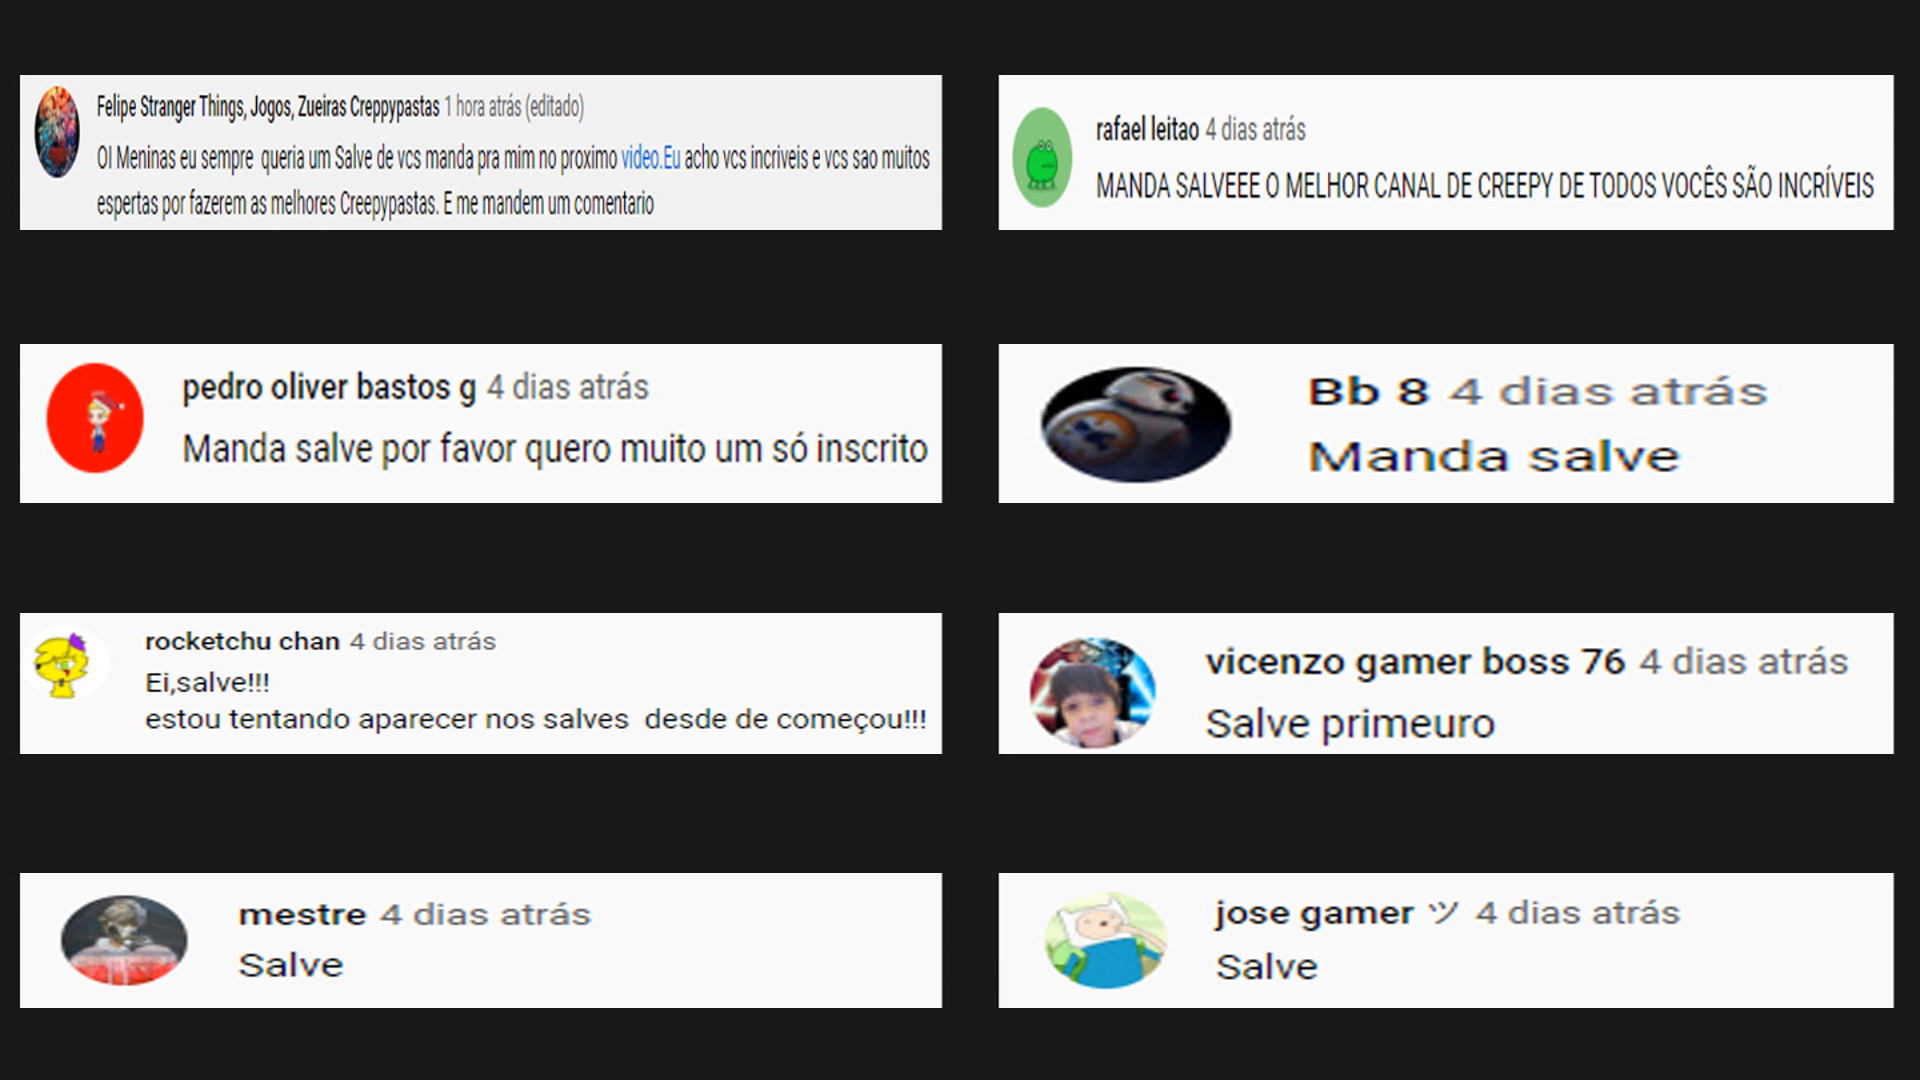 Felipe Stranger Things, Jogos, Zueiras Creppypastas 1 hora atrás (editado)
OI Meninas eu sempre queria um Salve de vcs manda pra mim no proximo video.Eu acho vcs incriveis e vcs sao muitos
espertas por fazerem as melhores Creepypastas. E me mandem um comentario
rafael leitao 4 dias atrás
MANDA SALVEEE O MELHOR CANAL DE CREEPY DE TODOS VOCÊS SÃO INCRÍVEIS
pedro oliver bastos g 4 dias atrás
Manda salve por favor quero muito um só inscrito
Bb 8 4 dias atrás
Manda salve
rocketchu chan 4 dias atrás
Ei,salve!!!
estou tentando aparecer nos salves desde de começou!!!
vicenzo gamer boss 76 4 dias atrás
Salve primeuro
mestre 4 dias atrás
Salve
jose gamer ツ 4 dias atrás
Salve